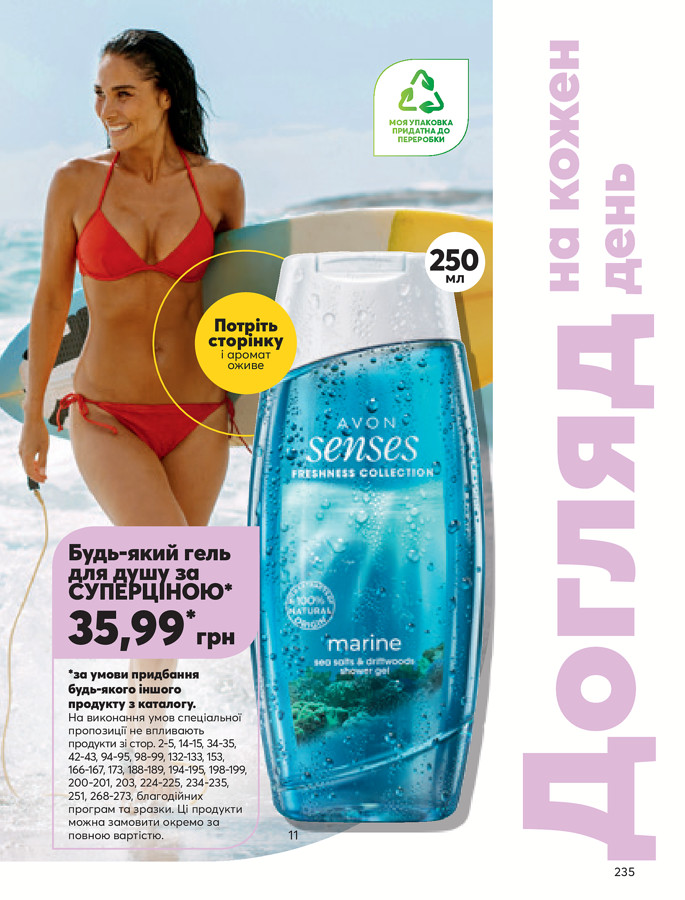 МОЯ УПАКОВКА
ПРИДАТНА ДО
ПЕРЕРОБКИ
250
МЛ
Потріть
сторінку
і аромат
оживе
AVON
senses
FRESHNESS COLLECTION
100%
NATURAL
ORIGIN
marine
sea salts & driftwoods
shower gel
Будь-який гель
для душу за
СУПЕРЦІНОЮ*
35,99* грн
*за умови придбання
будь-якого іншого
продукту з каталогу.
На виконання умов спеціальної
пропозиції не впливають
продукти зі стор. 2-5, 14-15, 34-35,
42-43, 94-95, 98-99, 132-133, 153,
166-167, 173, 188-189, 194-195, 198-199,
200-201, 203, 224-225, 234-235,
251, 268-273, благодійних
програм та зразки. Ці продукти
можна замовити окремо за
повною вартістю.
11
Догляд
на кожен
день
235